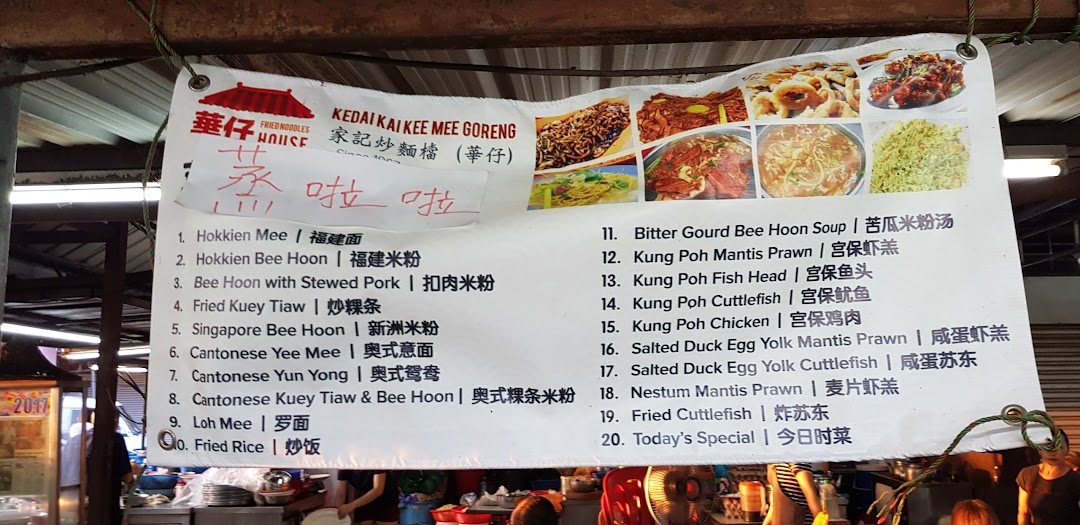 華仔 FRIED NOODLES HOUSE
KEDAI KAI KEE MEE GORENG
家記炒麵檔 (華仔)
蒸啦啦
1. Hokkien Mee | 福建面
2. Hokkien Bee Hoon | 福建米粉
3. Bee Hoon with Stewed Pork | 扣肉米粉
4. Fried Kuey Tiaw | 炒粿条
5. Singapore Bee Hoon | 新洲米粉
6. Cantonese Yee Mee | 奥式意面
7. Cantonese Yun Yong | 奥式鸳鸯
8. Cantonese Kuey Tiaw & Bee Hoon | 奥式粿条米粉
9. Loh Mee | 罗面
10. Fried Rice | 炒饭
11. Bitter Gourd Bee Hoon Soup | 苦瓜米粉汤
12. Kung Poh Mantis Prawn | 宫保虾羔
13. Kung Poh Fish Head | 宫保鱼头
14. Kung Poh Cuttlefish | 宫保鱿鱼
15. Kung Poh Chicken | 宫保鸡肉
16. Salted Duck Egg Yolk Mantis Prawn | 咸蛋虾羔
17. Salted Duck Egg Yolk Cuttlefish | 咸蛋苏东
18. Nestum Mantis Prawn | 麦片虾羔
19. Fried Cuttlefish | 炸苏东
20. Today's Special | 今日时菜
2017